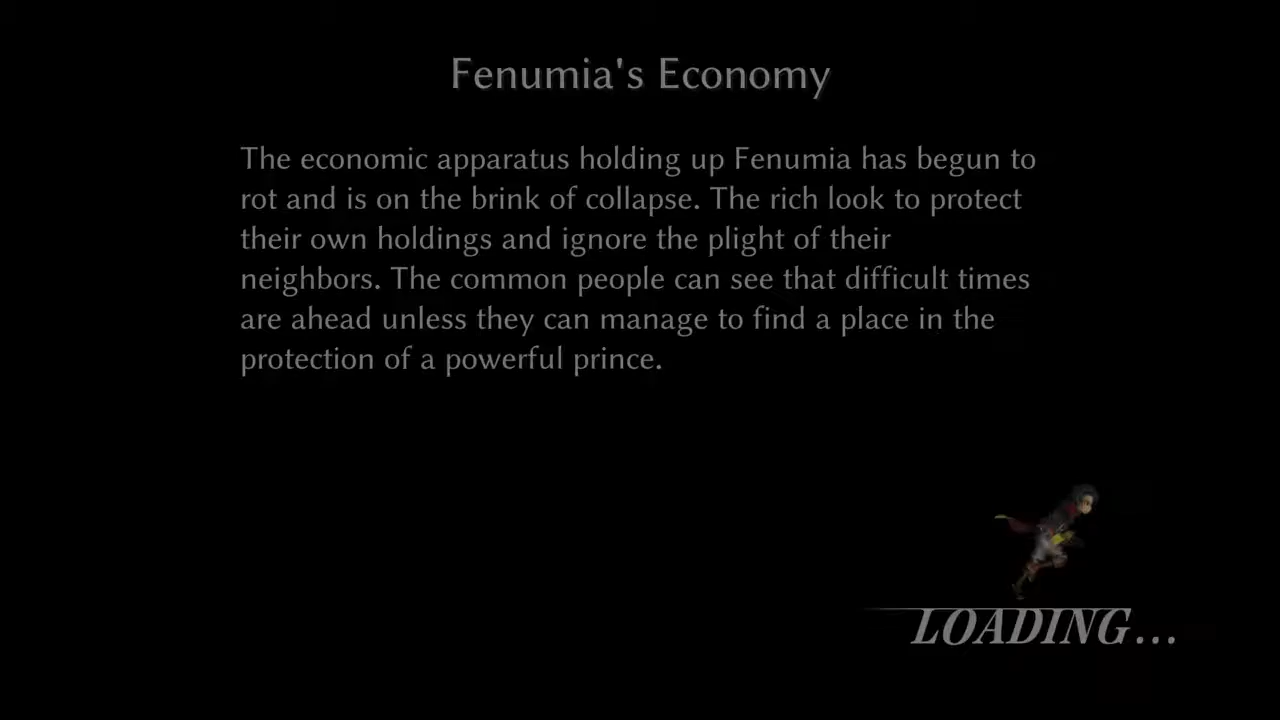 Fenumia's Economy
The economic apparatus holding up Fenumia has begun to
rot and is on the brink of collapse. The rich look to protect
their own holdings and ignore the plight of their
neighbors. The common people can see that difficult times
are ahead unless they can manage to find a place in the
protection of a powerful prince.
LOADING...